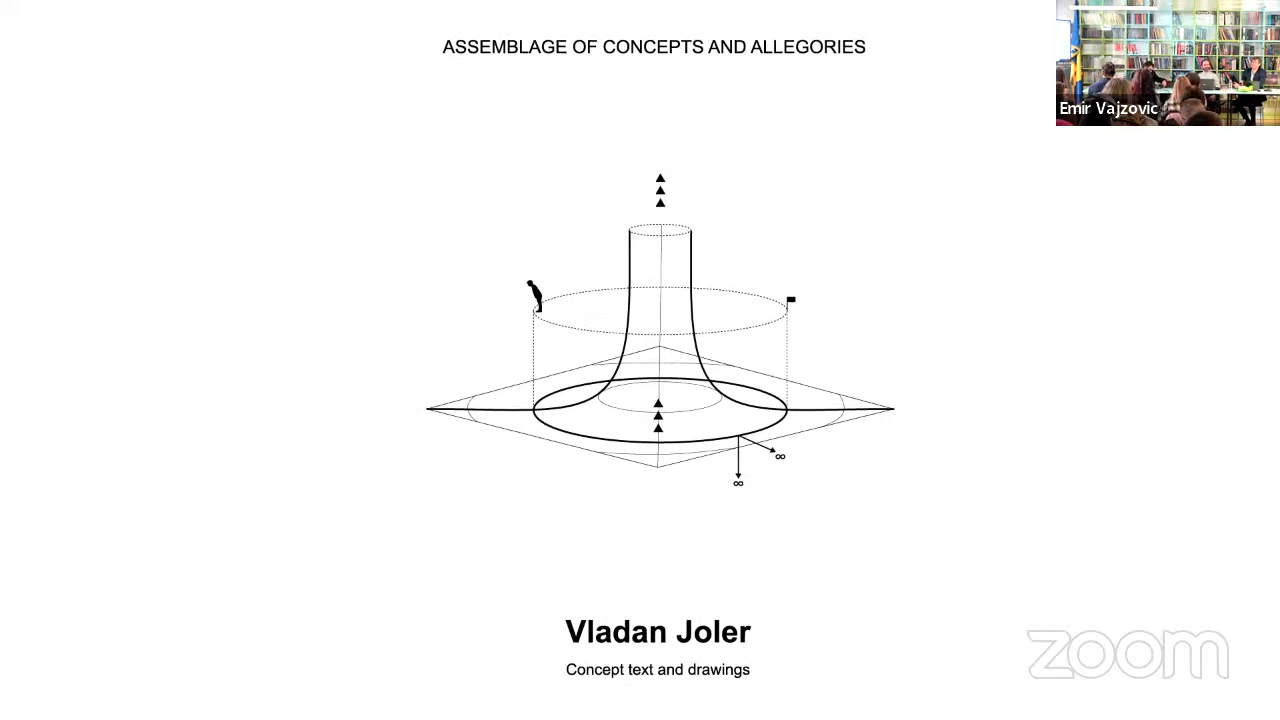 ASSEMBLAGE OF CONCEPTS AND ALLEGORIES
Emir Vajzovic
∞
∞
Vladan Joler
Concept text and drawings
zoom